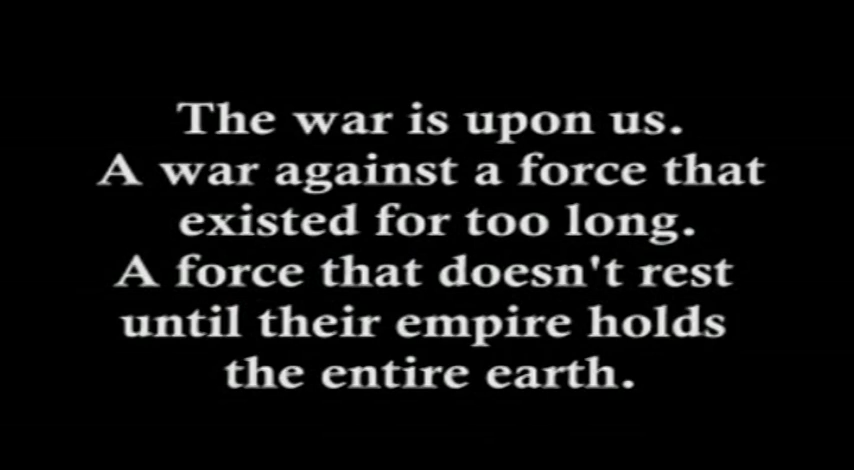 The war is upon us.
A war against a force that
existed for too long.
A force that doesn't rest
until their empire holds
the entire earth.